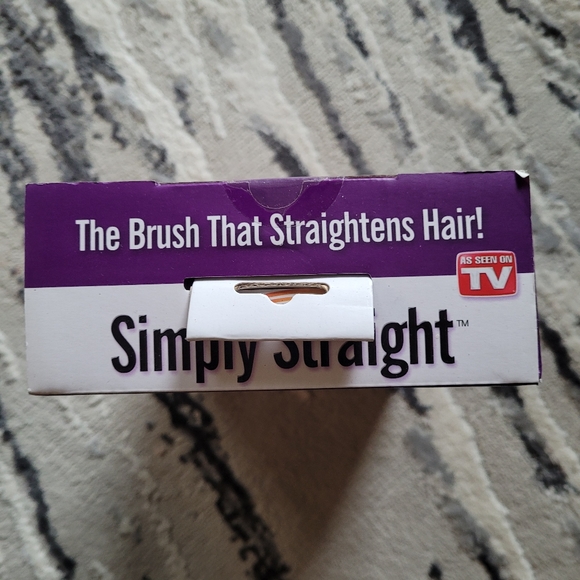 The Brush That Straightens Hair!
AS SEEN ON
TV
Simply Straight™